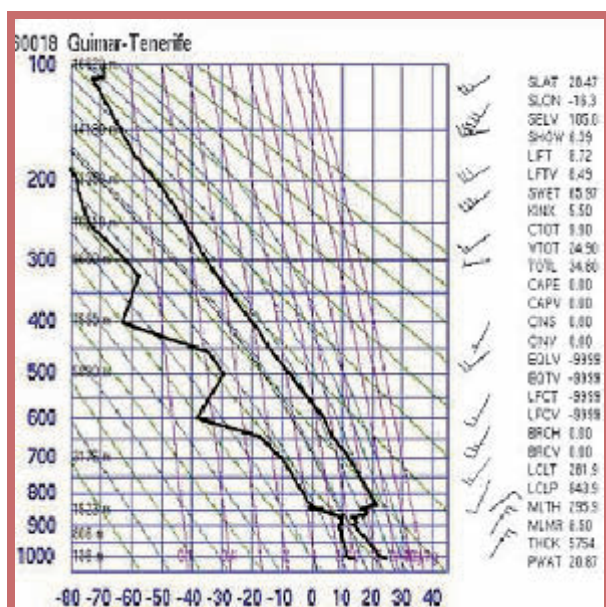 60018 Guimar-Tenerife
100
200
300
400
500
600
700
800
900
1000
-80 -70 -60 -50 -40 -30 -20 -10 0 10 20 30 40
SLAT 28.47
SLON -16.3
SELV 105.0
SHOW
LIFT 8.72
LFTV 8.49
SWET 65.97
KINX 5.50
CTOT 9.90
VTOT 24.90
TOTL 34.80
CAPE 0.00
CAPV 0.00
CINS 0.00
CINV 0.00
EQLV -9999
EQTV -9999
LFCT -9999
LFCV -9999
BRCH 0.00
BRCV 0.00
LCLT 281.9
LCLP 843.9
MLTH 295.9
MLMR 8.50
THCK 5754
PWAT 20.87